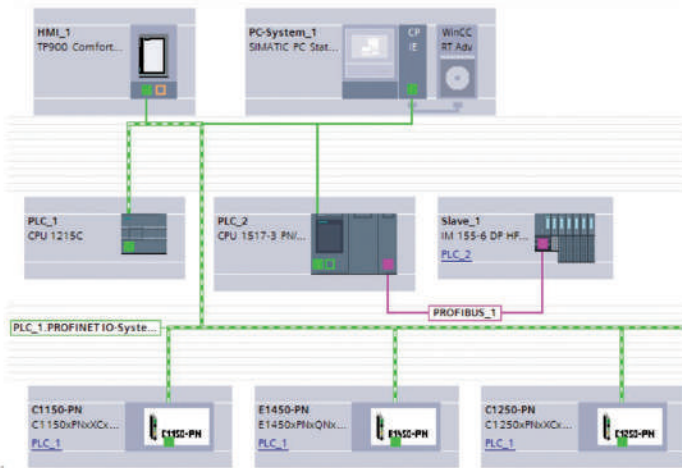 HMI_1
TP900 Comfort...
PC-System_1
SIMATIC PC Stat...
CP
IE
WinCC
RT Adv
PLC_1
CPU 1215C
PLC_2
CPU 1517-3 PN/...
Slave_1
IM 155-6 DP HF...
PLC_2
PROFIBUS_1
PLC_1.PROFINET IO-Syste...
C1150-PN
C1150xPNxXCx...
PLC_1
C1150-PN
E1450-PN
E1450xPNxQNx...
PLC_1
E1450-PN
C1250-PN
C1250xPNxXCx...
PLC_1
C1250-PN